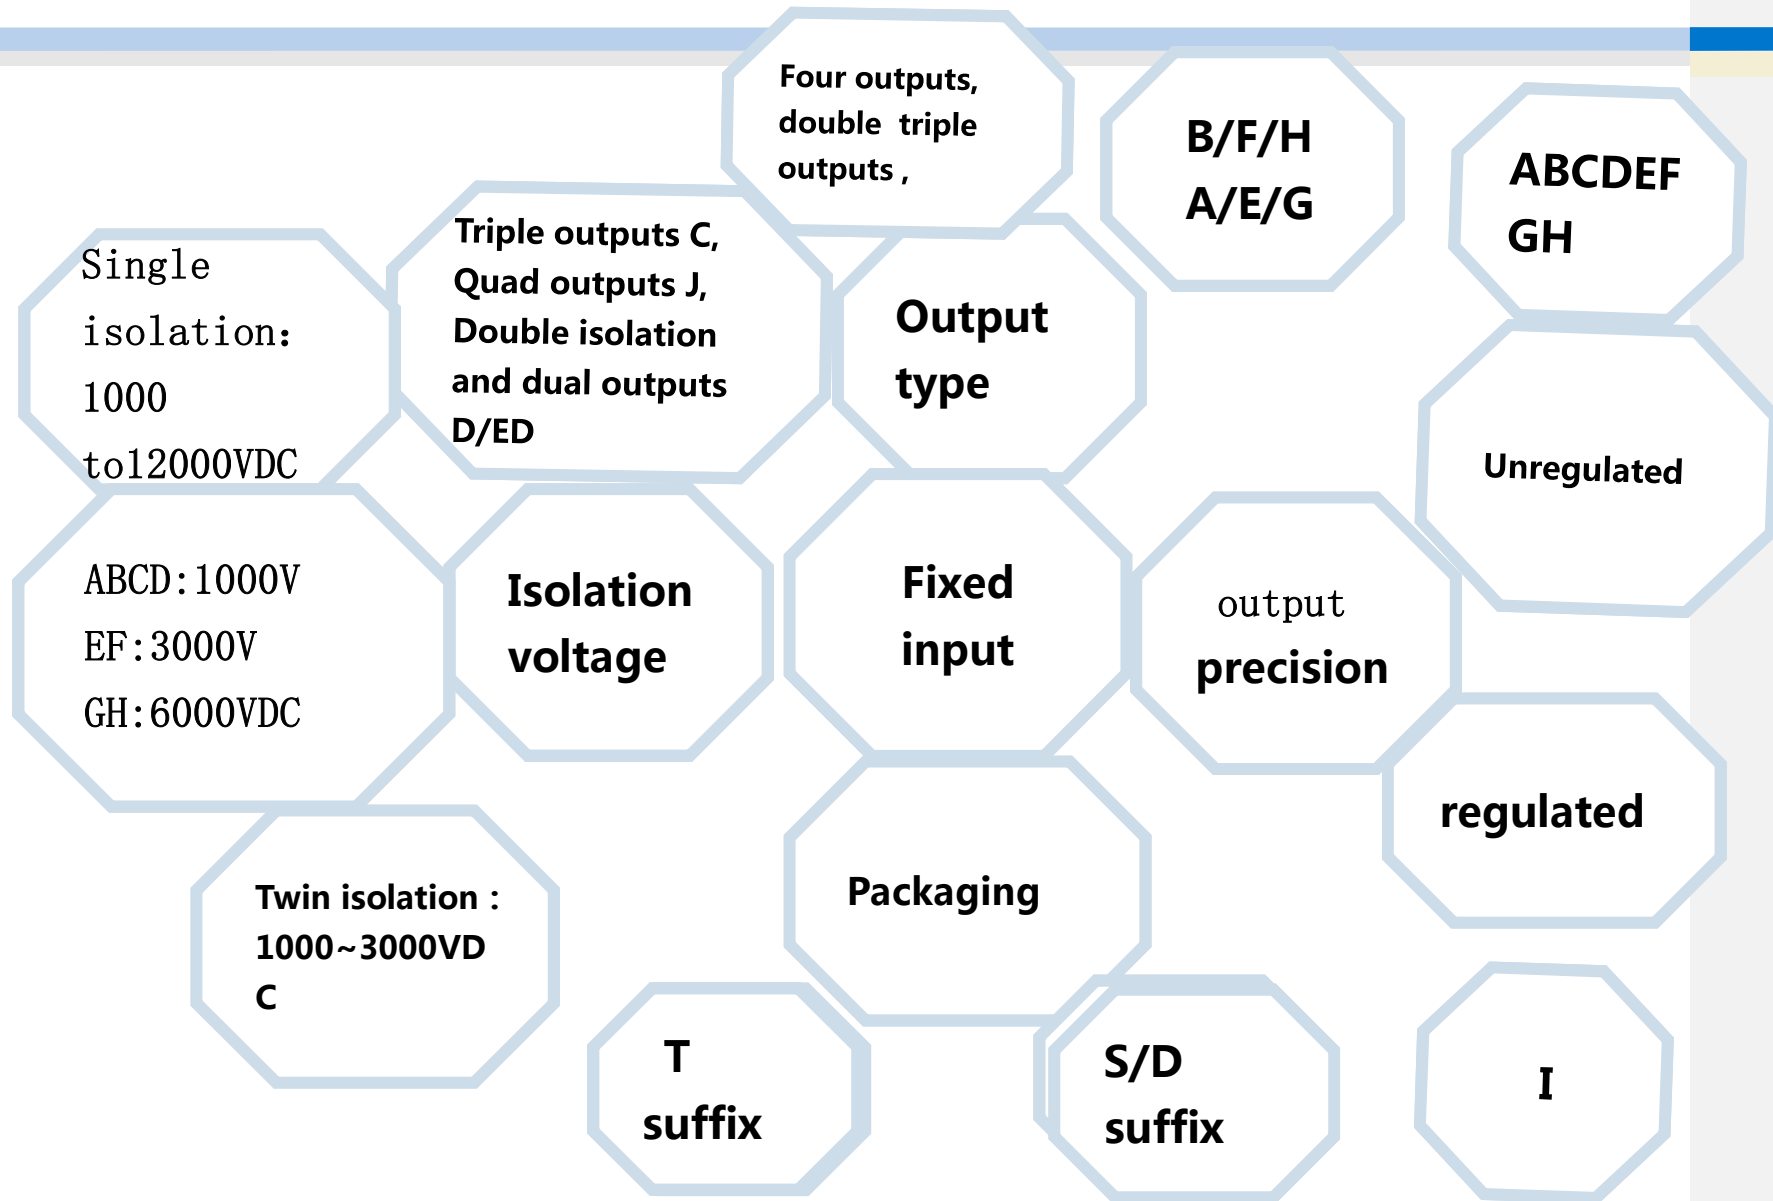 Four outputs,
double triple
outputs ,
B/F/H
A/E/G
ABCDEF
GH
Single
isolation：
1000
to12000VDC
Triple outputs C,
Quad outputs J,
Double isolation
and dual outputs
D/ED
Output
type
Unregulated
ABCD:1000V
EF:3000V
GH:6000VDC
Isolation
voltage
Fixed
input
output
precision
regulated
Twin isolation :
1000~3000VD
C
Packaging
T
suffix
S/D
suffix
I